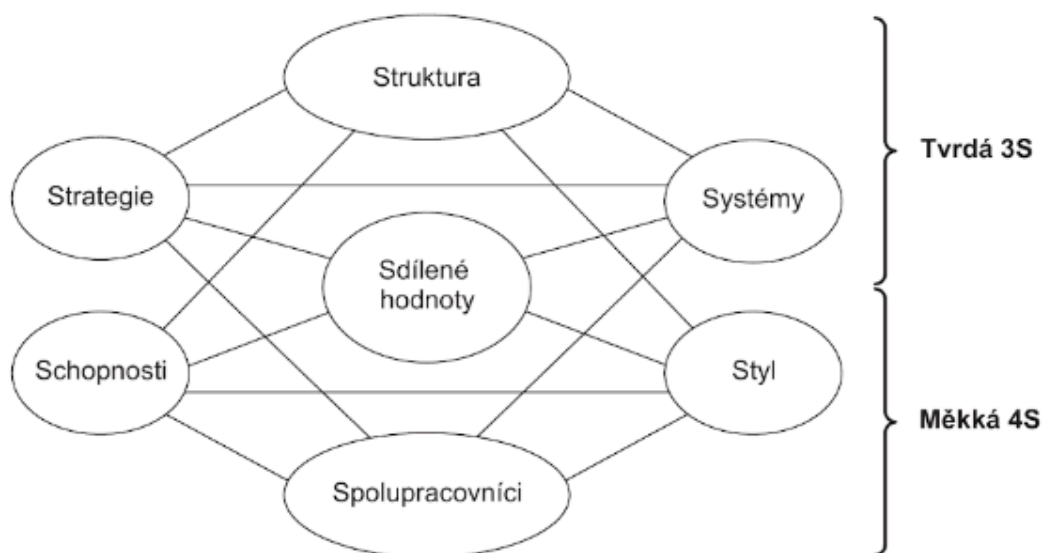 Struktura
Tvrdá 3S
Strategie
Systémy
Sdílené
hodnoty
Schopnosti
Styl
Měkká 4S
Spolupracovníci